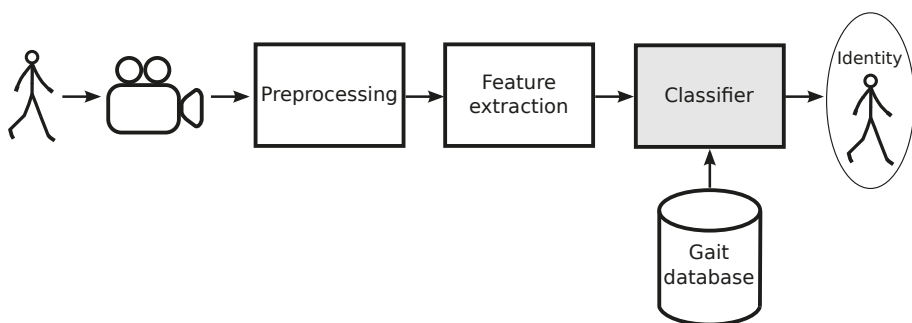 Preprocessing
Feature
extraction
Classifier
Identity
Gait
database